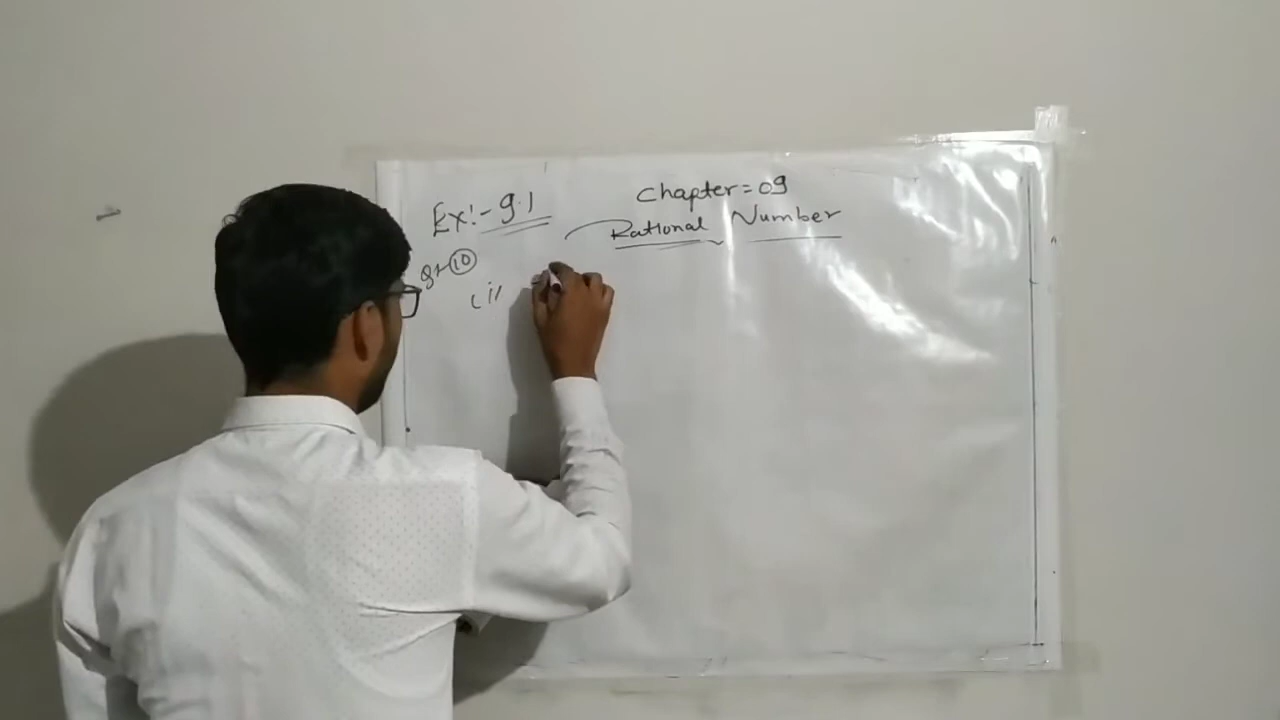 Chapter = 09
Ex:- 9.1
Rational Number
10
(i)